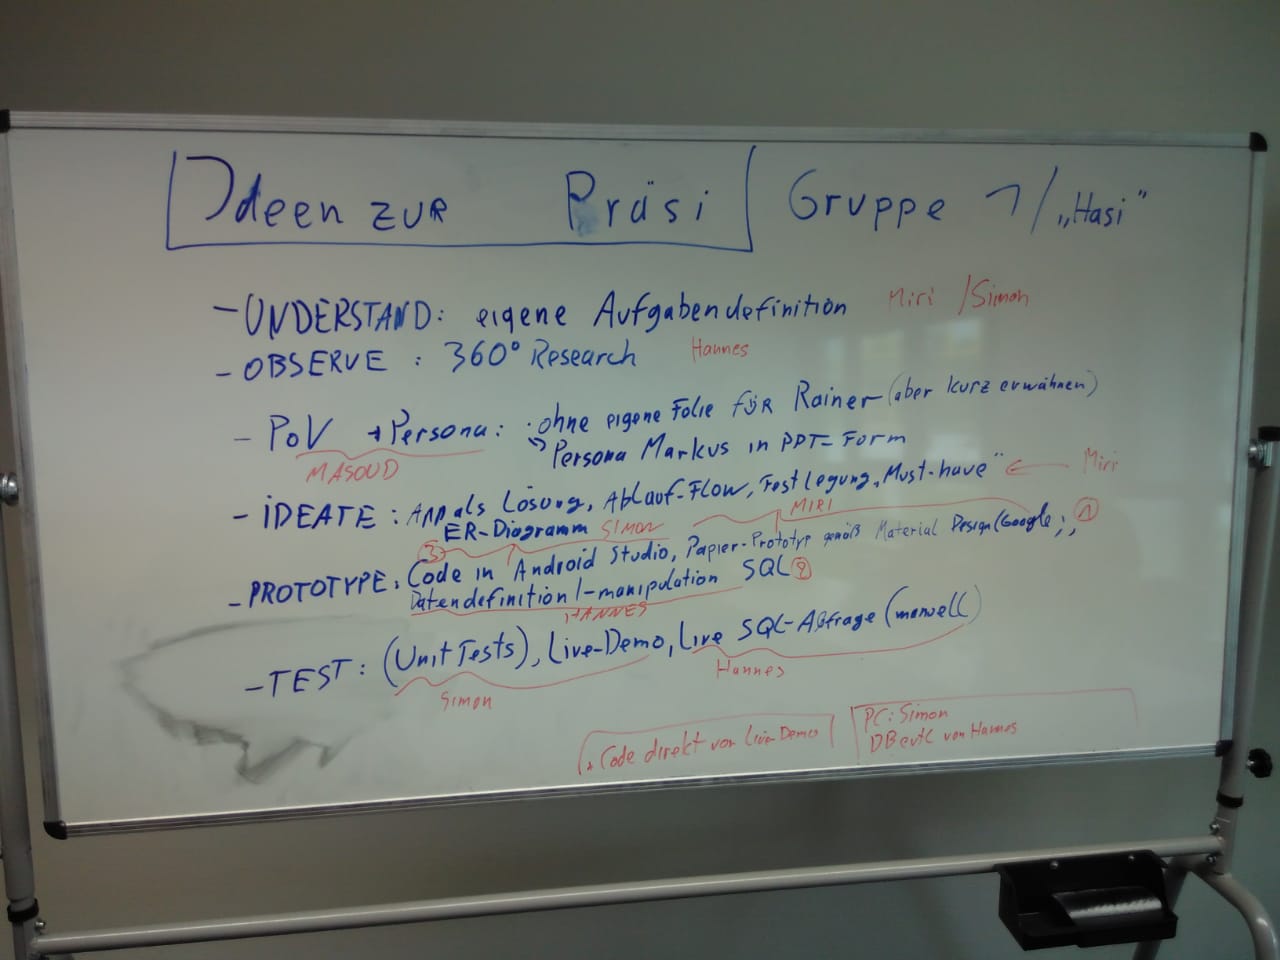 Ideen zur Präsi Gruppe 1/ „Hasi"
- UNDERSTAND: eigene Aufgabendefinition Miri / Simon
- OBSERVE : 360° Research Hannes
- PoV + Persona: ohne eigene Folie für Rainer (aber kurz erwähnen)
MASOUD
Persona Markus in PPT-Form
- IDEATE : App als Lösung, Ablauf-Flow, Festlegung „Must-have" ← Miri
ER-Diagramm SIMON MIRI
- PROTOTYPE: Code in Android Studio, Papier-Prototyp gemäß Material Design (Google); 1
3
Datendefinition/-manipulation SQL 2
HANNES
- TEST: (Unit Tests), Live-Demo, Live SQL-Abfrage (manuell)
Simon Hannes
Code direkt vor Live-Demo
PC: Simon
DB evtl. von Hannes